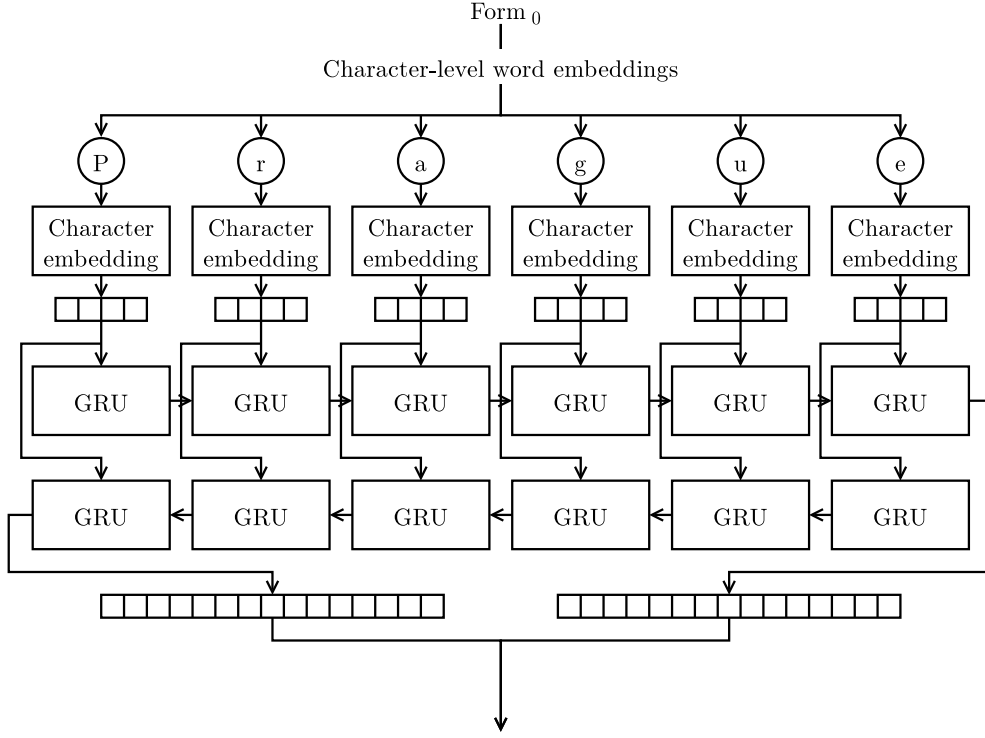 Form 0
Character-level word embeddings
P r a g u e
Character Character Character Character Character Character
embedding embedding embedding embedding embedding embedding
GRU GRU GRU GRU GRU GRU
GRU GRU GRU GRU GRU GRU